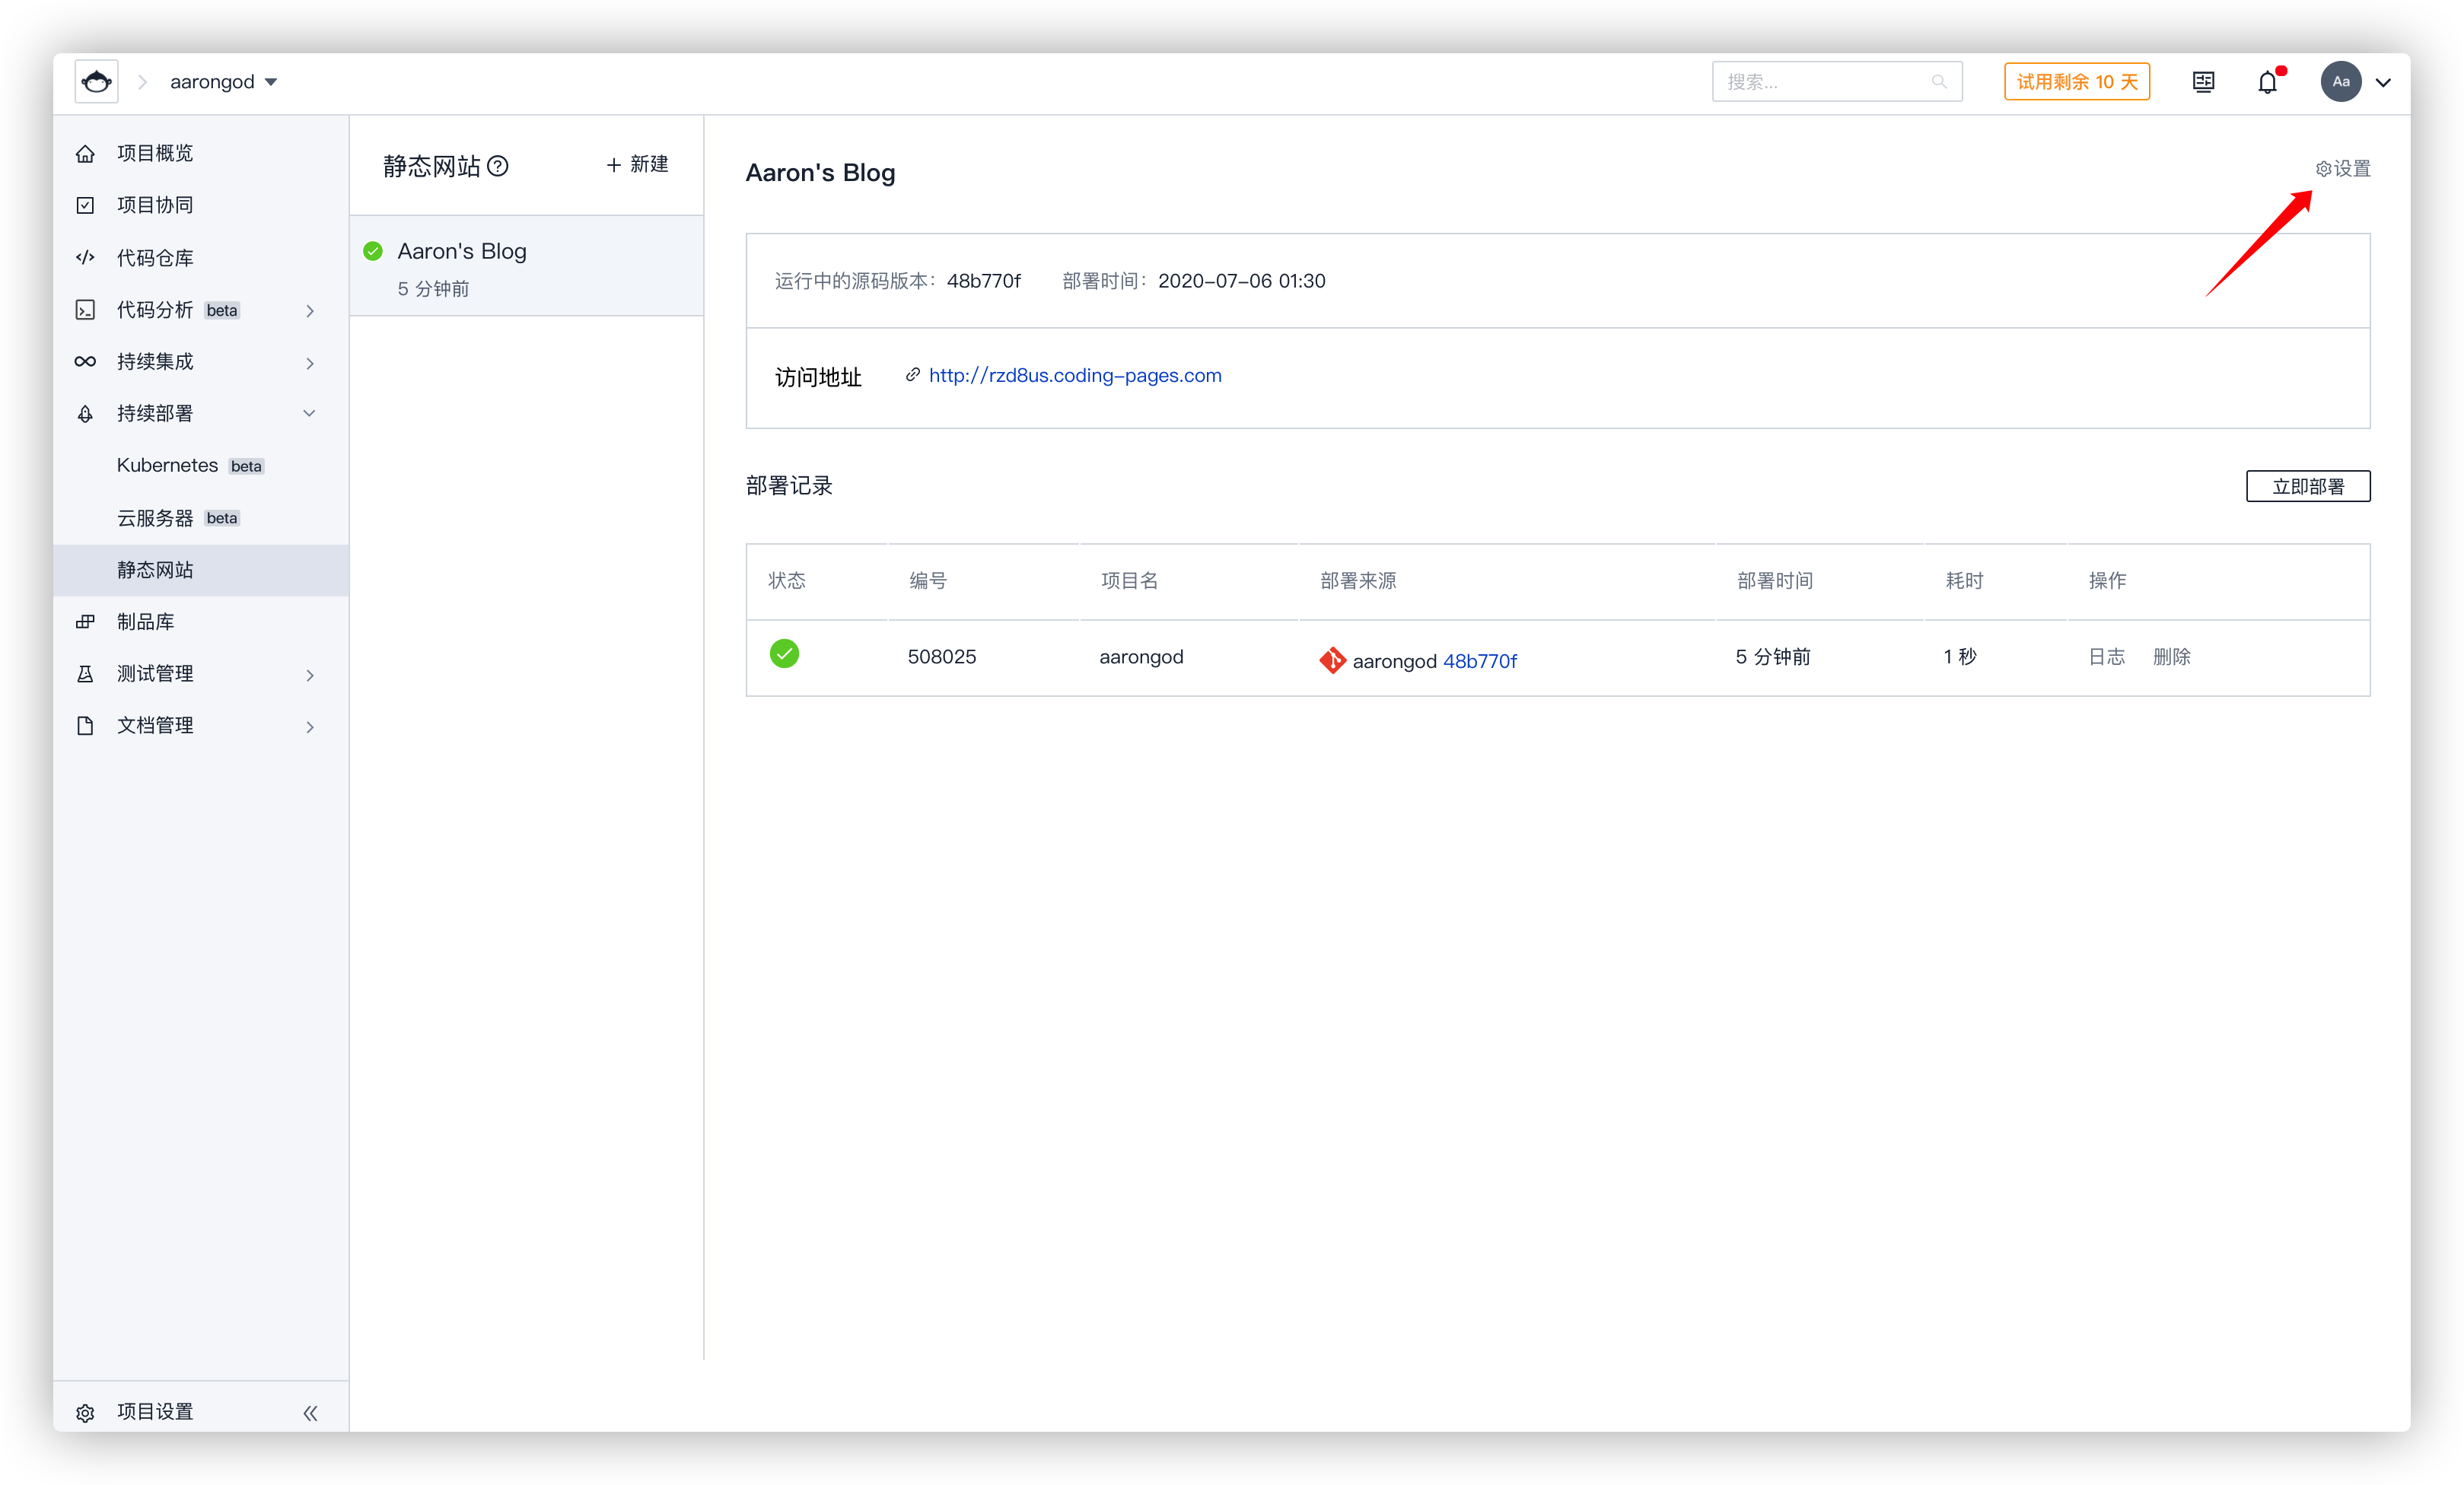 aarongod
搜索...
试用剩余 10 天
Aa
项目概览
项目协同
代码仓库
代码分析 beta
持续集成
持续部署
Kubernetes beta
云服务器 beta
静态网站
制品库
测试管理
文档管理
项目设置
静态网站
+ 新建
Aaron's Blog
5 分钟前
Aaron's Blog
设置
运行中的源码版本： 48b770f 部署时间： 2020-07-06 01:30
访问地址 http://rzd8us.coding-pages.com
部署记录
立即部署
状态 编号 项目名 部署来源 部署时间 耗时 操作
508025 aarongod aarongod 48b770f 5 分钟前 1 秒 日志 删除